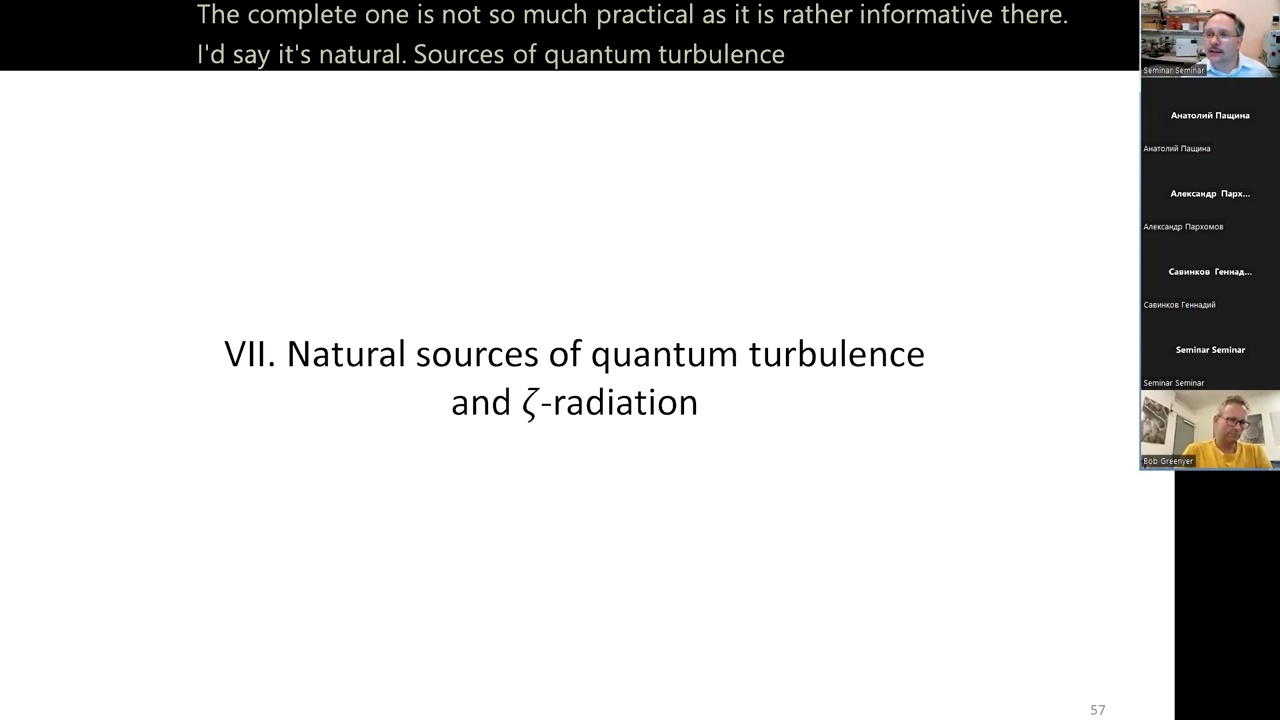 The complete one is not so much practical as it is rather informative there.
I'd say it's natural. Sources of quantum turbulence
Seminar Seminar
Анатолий Пащина
Анатолий Пащина
Александр Парх...
Александр Пархомов
Савинков Геннад...
Савинков Геннадий
Seminar Seminar
Seminar Seminar
Bob Greenyer
VII. Natural sources of quantum turbulence
and ζ-radiation
57